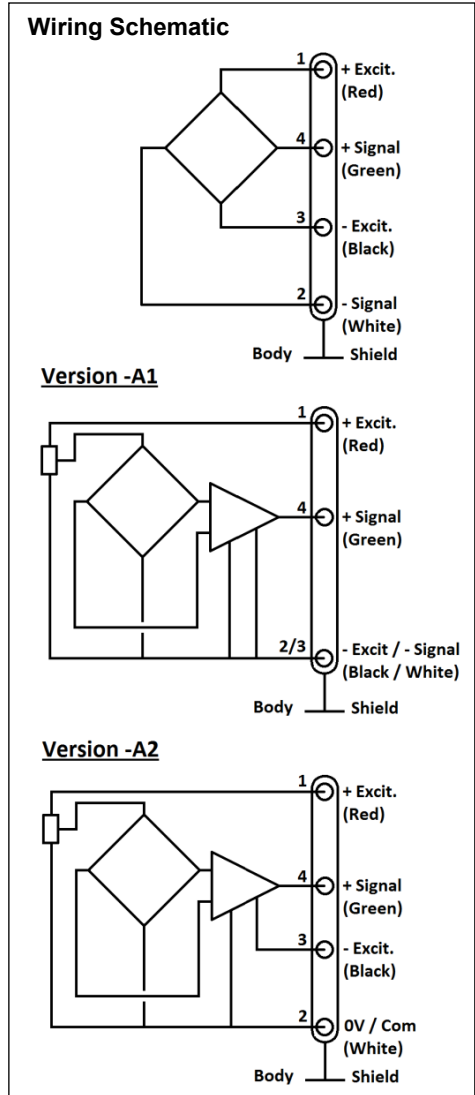 Wiring Schematic
1
+ Excit.
(Red)
4
+ Signal
(Green)
3
- Excit.
(Black)
2
- Signal
(White)
Body
Shield
Version -A1
1
+ Excit.
(Red)
4
+ Signal
(Green)
2/3
- Excit / - Signal
(Black / White)
Body
Shield
Version -A2
1
+ Excit.
(Red)
4
+ Signal
(Green)
3
- Excit.
(Black)
2
0V / Com
(White)
Body
Shield